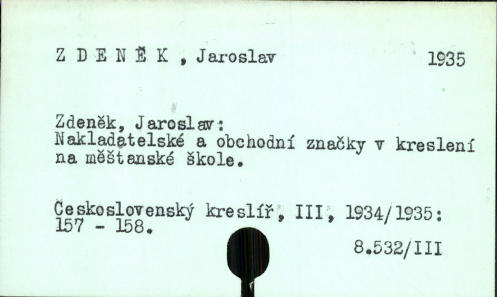 Z D E N Ě K , Jaroslav
1935
Zdeněk, Jaroslav:
Nakladatelské a obchodní značky v kreslení
na měštanské škole.
Československý kreslíř, III, 1934/1935:
157 - 158.
8.532/III